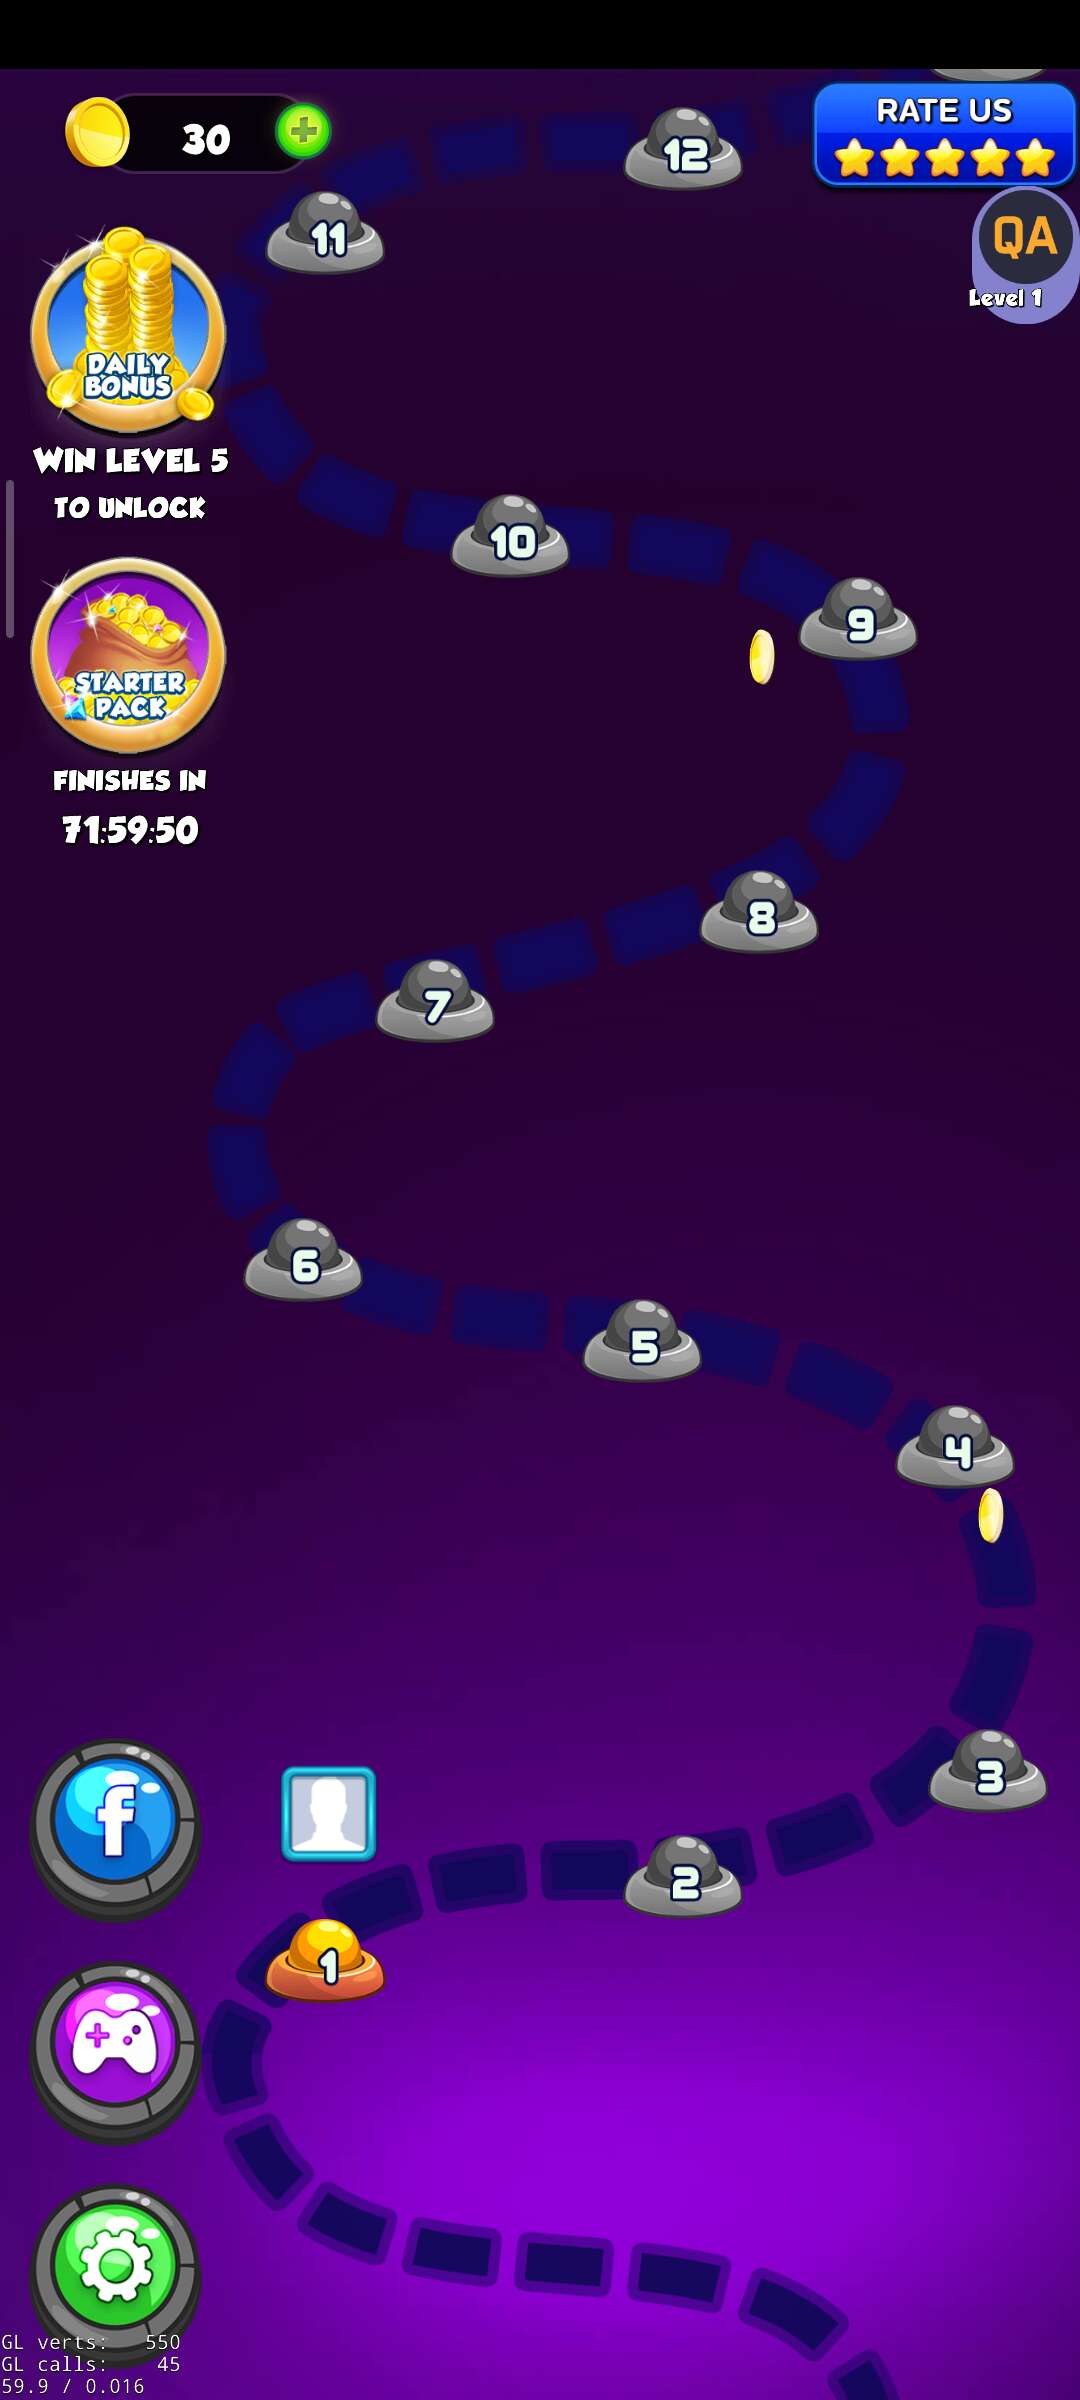 30
RATE US
12
11
QA
Level 1
DAILY
BONUS
WIN LEVEL 5
TO UNLOCK
10
9
STARTER
PACK
FINISHES IN
71:59:50
8
7
6
5
4
3
f
2
1
GL verts: 550
GL calls: 45
59.9 / 0.016